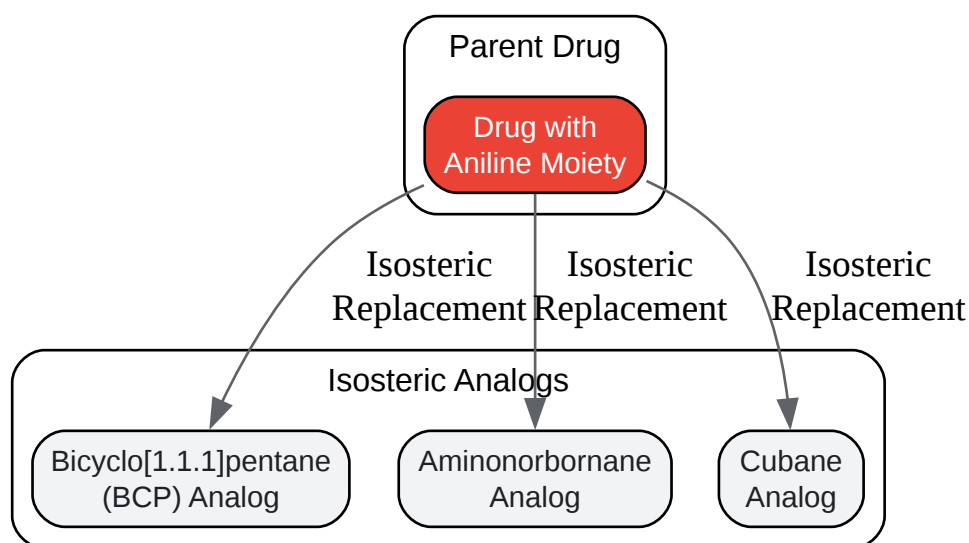 Parent Drug
Drug with
Aniline Moiety
Isosteric
Replacement
Isosteric
Replacement
Isosteric
Replacement
Isosteric Analogs
Bicyclo[1.1.1]pentane
(BCP) Analog
Aminonorbornane
Analog
Cubane
Analog